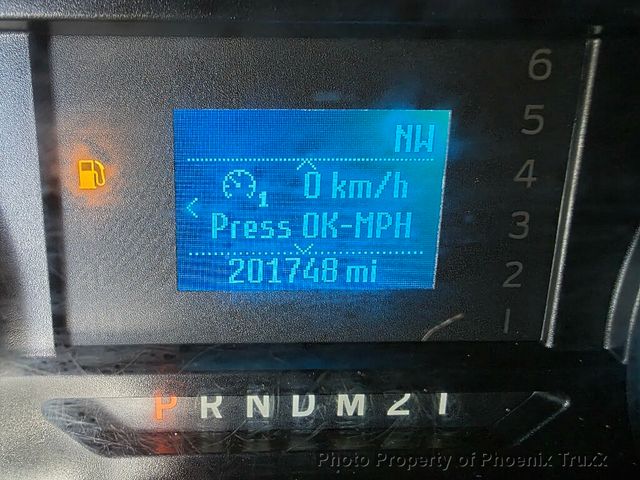 6
5
4
3
2
1
NW
1 0 km/h
Press OK-MPH
201748 mi
P R N D M 2 1
Photo Property of Phoenix Truxx